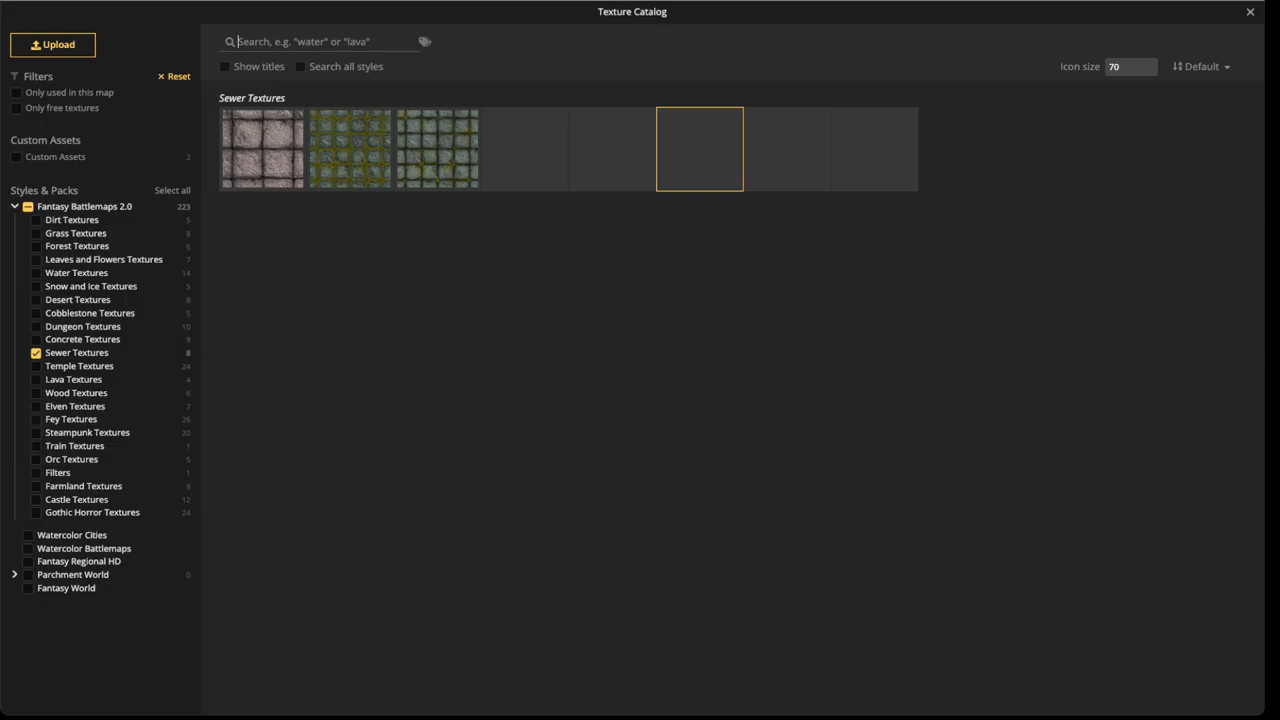 Texture Catalog
Upload
Search, e.g. "water" or "lava"
Show titles
Search all styles
Icon size
70
Default
Filters
Reset
Only used in this map
Only free textures
Custom Assets
Custom Assets 2
Styles & Packs
Select all
Fantasy Battlemaps 2.0 223
Dirt Textures 5
Grass Textures 8
Forest Textures 5
Leaves and Flowers Textures 7
Water Textures 14
Snow and Ice Textures 5
Desert Textures 8
Cobblestone Textures 5
Dungeon Textures 10
Concrete Textures 9
Sewer Textures 8
Temple Textures 24
Lava Textures 4
Wood Textures 6
Elven Textures 7
Fey Textures 26
Steampunk Textures 20
Train Textures 1
Orc Textures 5
Filters 1
Farmland Textures 9
Castle Textures 12
Gothic Horror Textures 24
Watercolor Cities
Watercolor Battlemaps
Fantasy Regional HD
Parchment World 0
Fantasy World
Sewer Textures